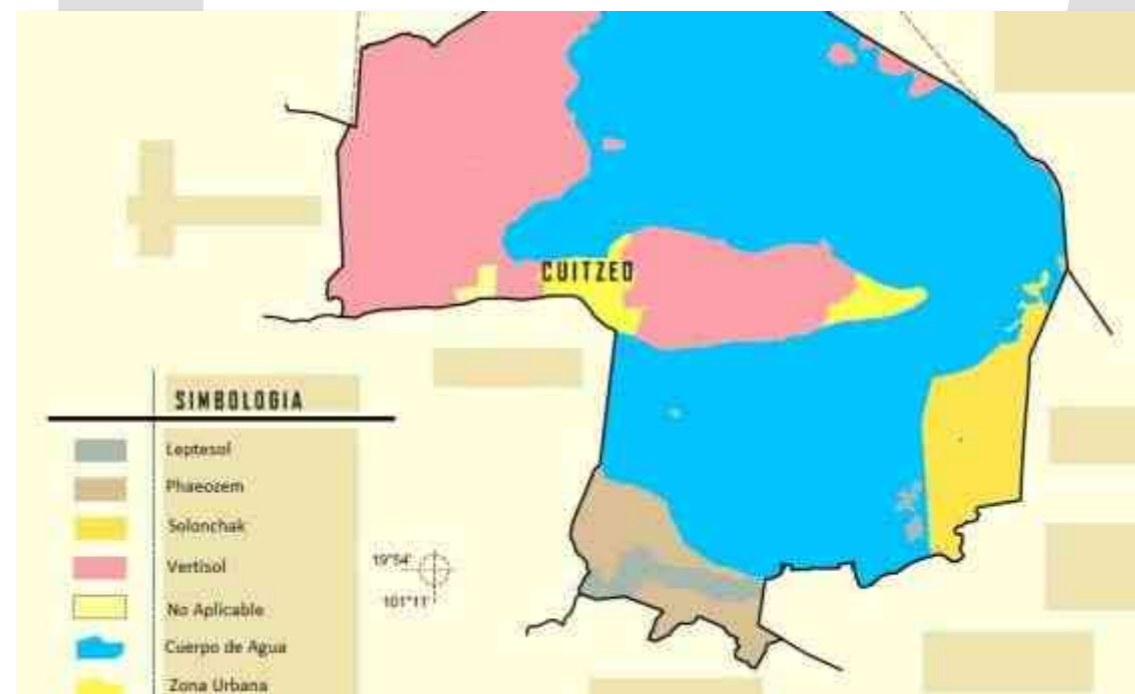 CUITZEO
SIMBOLOGIA
Leptosol
Phaeozem
Solonchak
Vertisol
19°54'
No Aplicable
101°11'
Cuerpo de Agua
Zona Urbana